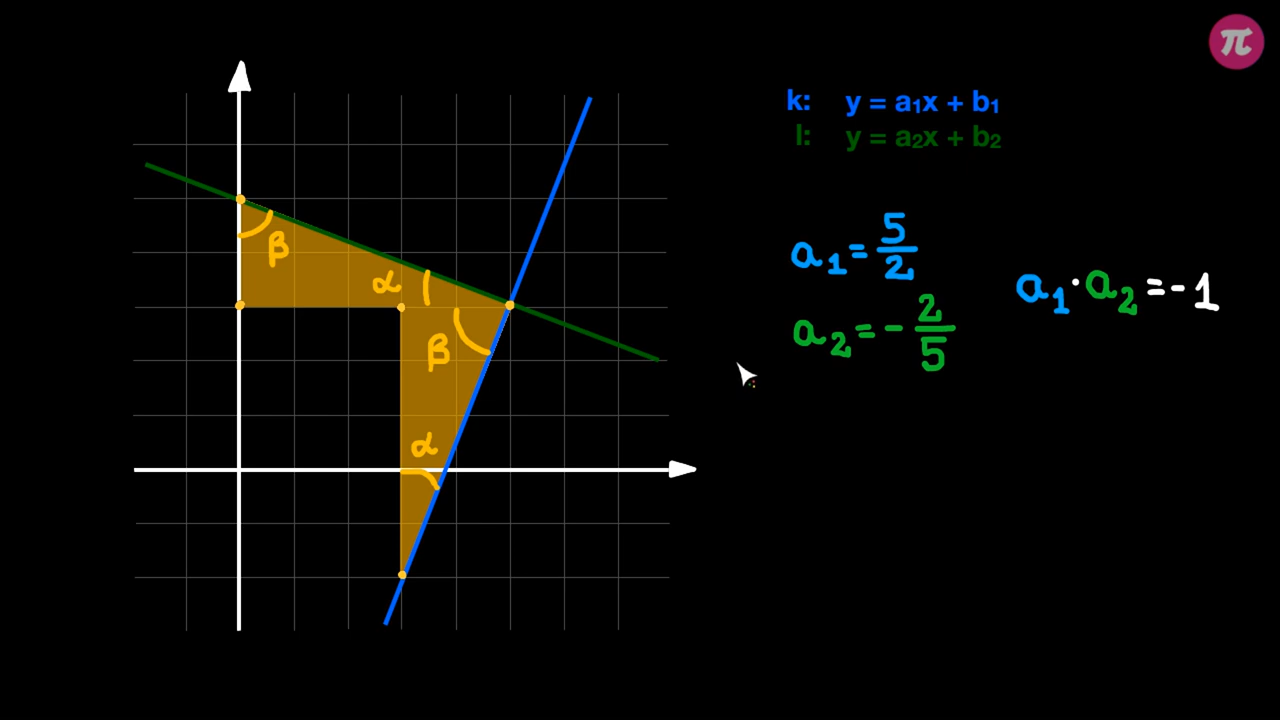 π
k: y = a₁x + b₁
l: y = a₂x + b₂
a₁ = 5/2
a₁ · a₂ = -1
a₂ = - 2/5
β
α
β
α